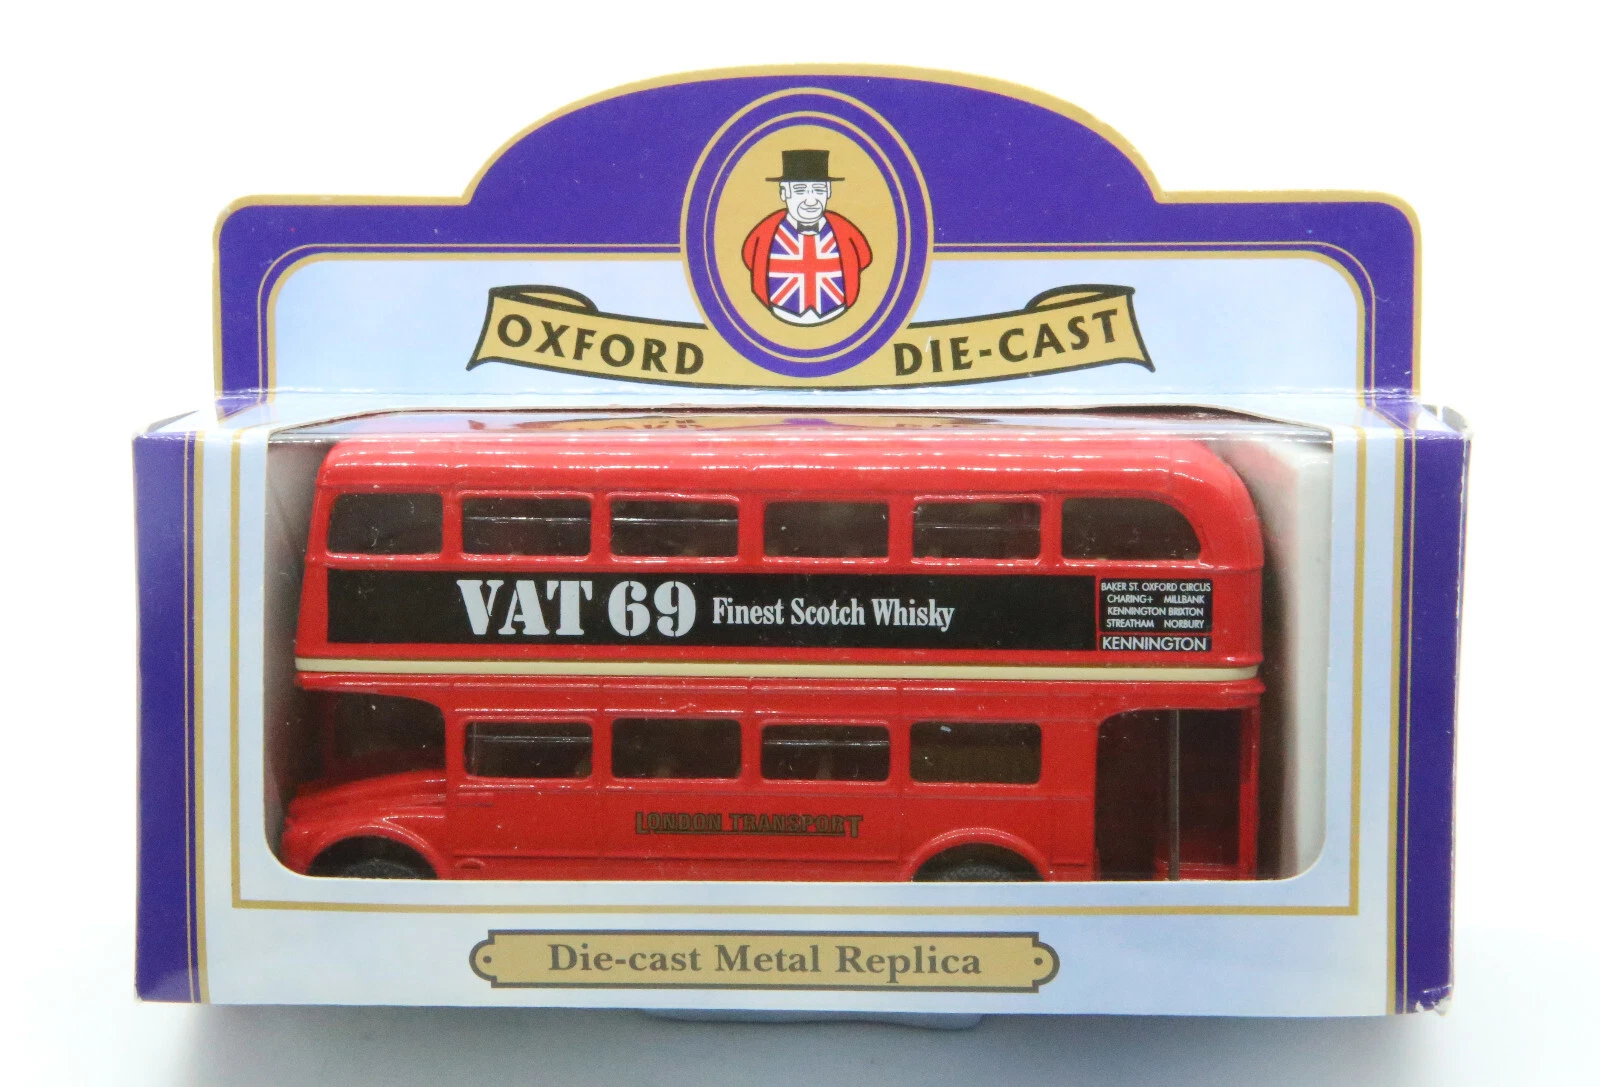 OXFORD DIE-CAST
VAT 69 Finest Scotch Whisky
BAKER ST. OXFORD CIRCUS
CHARING+ MILLBANK
KENNINGTON BRIXTON
STREATHAM NORBURY
KENNINGTON
LONDON TRANSPORT
Die-cast Metal Replica